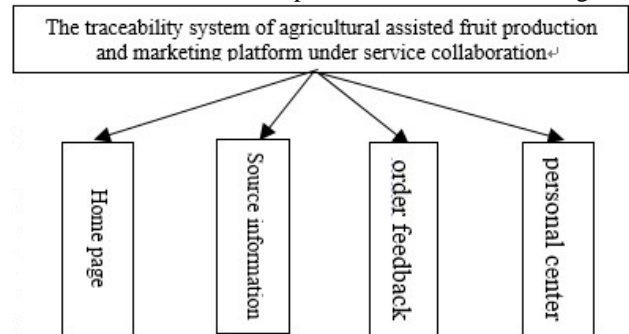 The traceability system of agricultural assisted fruit production
and marketing platform under service collaboration↵
Home page
Source information
order feedback
personal center